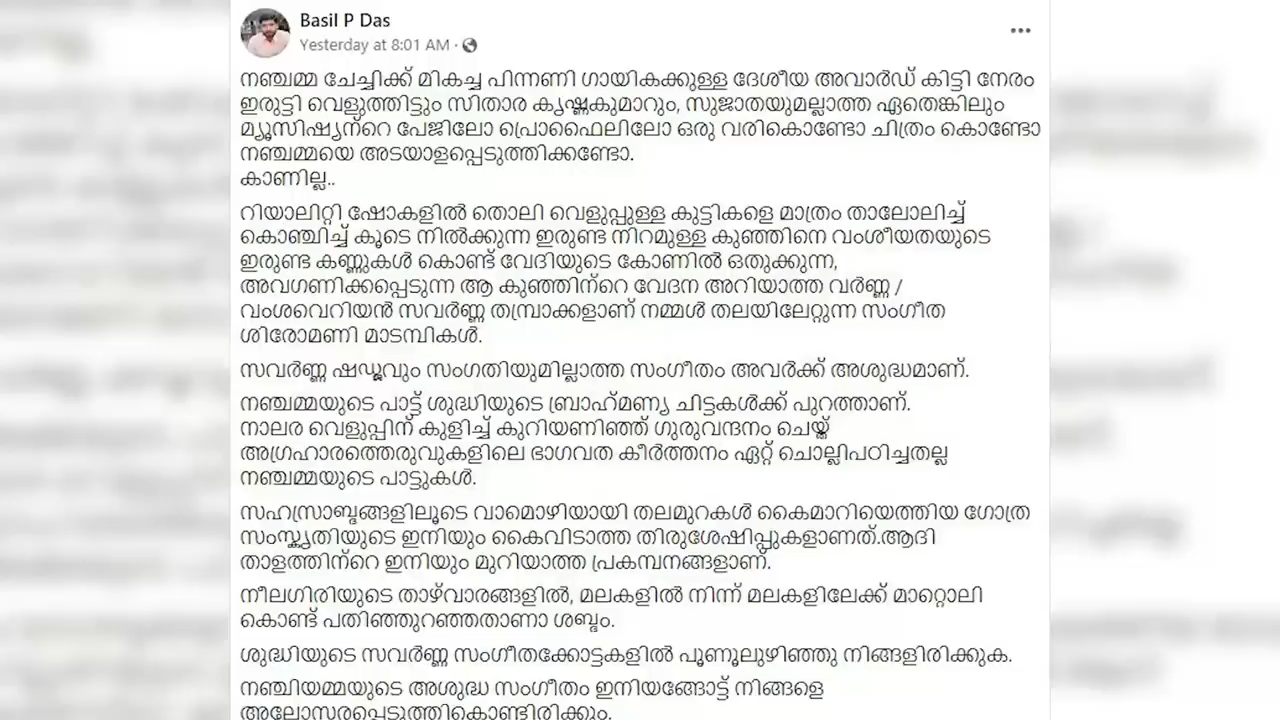 Basil P Das
Yesterday at 8:01 AM ·
നഞ്ചമ്മ ചേച്ചിക്ക് മികച്ച പിന്നണി ഗായികക്കുള്ള ദേശീയ അവാർഡ് കിട്ടി നേരം
ഇരുട്ടി വെളുത്തിട്ടും സിതാര കൃഷ്ണകുമാറും, സുജാതയുമല്ലാത്ത ഏതെങ്കിലും
മ്യൂസിഷ്യന്റെ പേജിലോ പ്രൊഫൈലിലോ ഒരു വരികൊണ്ടോ ചിത്രം കൊണ്ടോ
നഞ്ചമ്മയെ അടയാളപ്പെടുത്തിക്കണ്ടോ.
കാണില്ല..
റിയാലിറ്റി ഷോകളിൽ തൊലി വെളുപ്പുള്ള കുട്ടികളെ മാത്രം താലോലിച്ച്
കൊഞ്ചിച്ച് കൂടെ നിൽക്കുന്ന ഇരുണ്ട നിറമുള്ള കുഞ്ഞിനെ വംശീയതയുടെ
ഇരുണ്ട കണ്ണുകൾ കൊണ്ട് വേദിയുടെ കോണിൽ ഒതുക്കുന്ന,
അവഗണിക്കപ്പെടുന്ന ആ കുഞ്ഞിന്റെ വേദന അറിയാത്ത വർണ്ണ /
വംശവെറിയൻ സവർണ്ണ തമ്പ്രാക്കളാണ് നമ്മൾ തലയിലേറ്റുന്ന സംഗീത
ശിരോമണി മാടമ്പികൾ.
സവർണ്ണ ഷഡ്ജവും സംഗതിയുമില്ലാത്ത സംഗീതം അവർക്ക് അശുദ്ധമാണ്.
നഞ്ചമ്മയുടെ പാട്ട് ശുദ്ധിയുടെ ബ്രാഹ്മണ്യ ചിട്ടകൾക്ക് പുറത്താണ്.
നാലര വെളുപ്പിന് കുളിച്ച് കുറിയണിഞ്ഞ് ഗുരുവന്ദനം ചെയ്ത്
അഗ്രഹാരത്തെരുവുകളിലെ ഭാഗവത കീർത്തനം ഏറ്റ് ചൊല്ലിപഠിച്ചതല്ല
നഞ്ചമ്മയുടെ പാട്ടുകൾ.
സഹസ്രാബ്ദങ്ങളിലൂടെ വാമൊഴിയായി തലമുറകൾ കൈമാറിയെത്തിയ ഗോത്ര
സംസ്കൃതിയുടെ ഇനിയും കൈവിടാത്ത തിരുശേഷിപ്പുകളാണത്.ആദി
താളത്തിന്റെ ഇനിയും മുറിയാത്ത പ്രകമ്പനങ്ങളാണ്.
നീലഗിരിയുടെ താഴ്‌വാരങ്ങളിൽ, മലകളിൽ നിന്ന് മലകളിലേക്ക് മാറ്റൊലി
കൊണ്ട് പതിഞ്ഞുറഞ്ഞതാണാ ശബ്ദം.
ശുദ്ധിയുടെ സവർണ്ണ സംഗീതക്കോട്ടകളിൽ പൂണൂലുഴിഞ്ഞു നിങ്ങളിരിക്കുക.
നഞ്ചിയമ്മയുടെ അശുദ്ധ സംഗീതം ഇനിയങ്ങോട്ട് നിങ്ങളെ
അലോസരപ്പെടുത്തികൊണ്ടിരിക്കും.